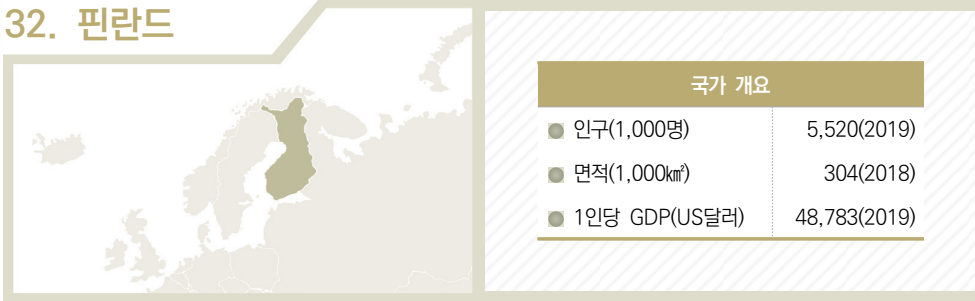 32. 핀란드
국가 개요
인구(1,000명) 5,520(2019)
면적(1,000㎢) 304(2018)
1인당 GDP(US달러) 48,783(2019)